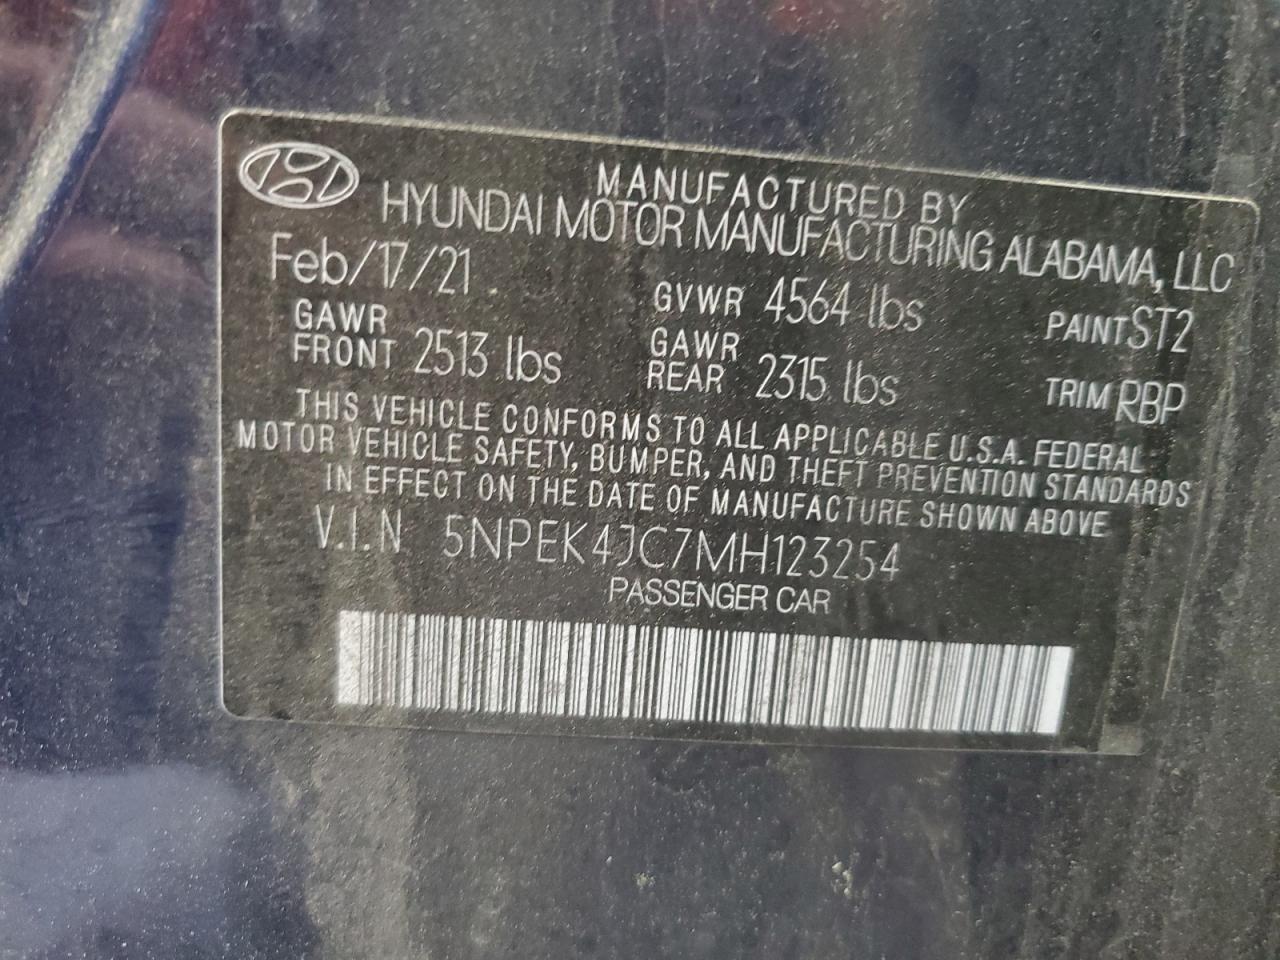 MANUFACTURED BY
HYUNDAI MOTOR MANUFACTURING ALABAMA, LLC
Feb/17/21 GVWR 4564 lbs PAINT ST2
GAWR FRONT 2513 lbs GAWR REAR 2315 lbs TRIM RBP
THIS VEHICLE CONFORMS TO ALL APPLICABLE U.S.A. FEDERAL
MOTOR VEHICLE SAFETY, BUMPER, AND THEFT PREVENTION STANDARDS
IN EFFECT ON THE DATE OF MANUFACTURE SHOWN ABOVE
V.I.N 5NPEK4JC7MH123254
PASSENGER CAR